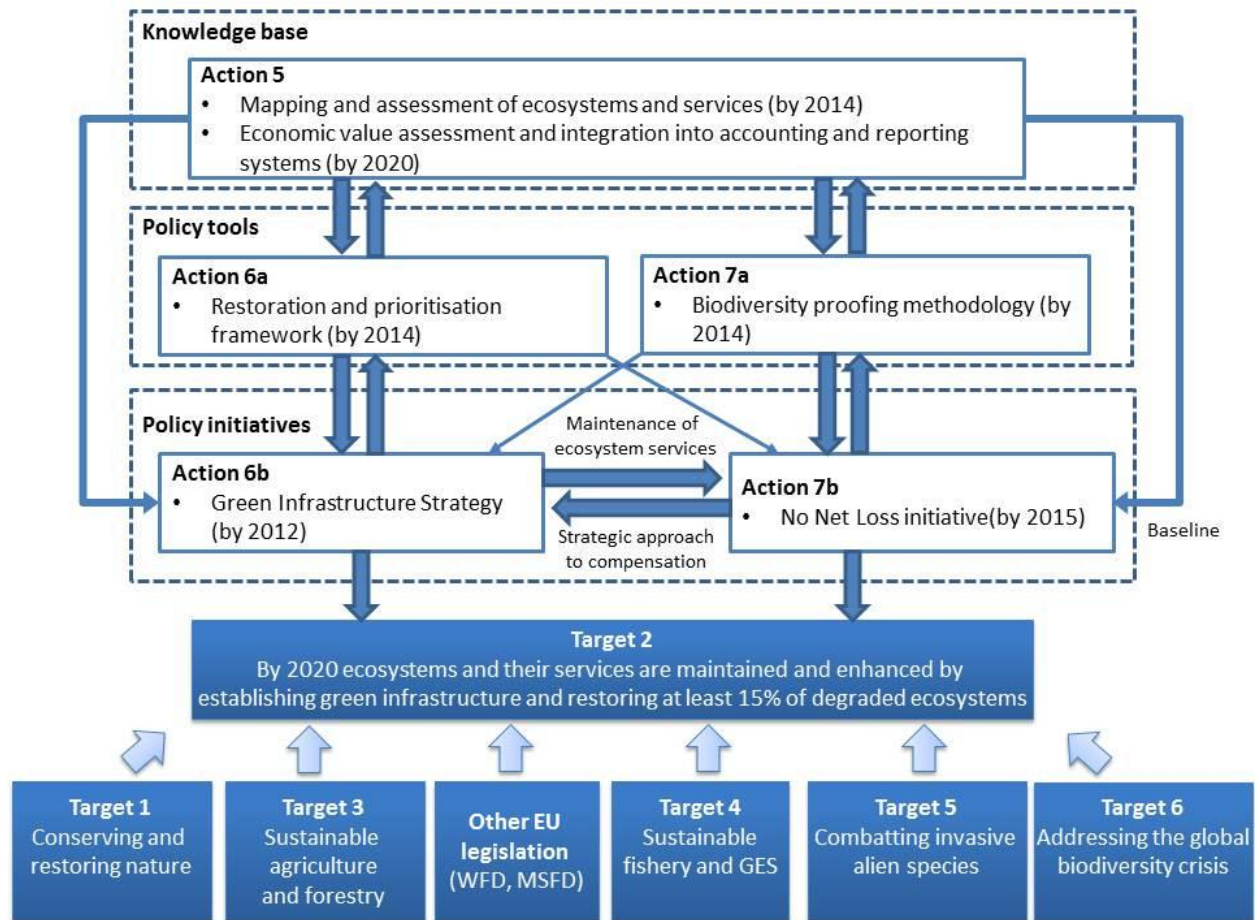 Knowledge base
Action 5
• Mapping and assessment of ecosystems and services (by 2014)
• Economic value assessment and integration into accounting and reporting
systems (by 2020)
Policy tools
Action 6a
• Restoration and prioritisation
framework (by 2014)
Action 7a
• Biodiversity proofing methodology (by
2014)
Policy initiatives
Maintenance of
ecosystem services
Action 6b
• Green Infrastructure Strategy
(by 2012)
Action 7b
• No Net Loss initiative(by 2015)
Strategic approach
to compensation
Baseline
Target 2
By 2020 ecosystems and their services are maintained and enhanced by
establishing green infrastructure and restoring at least 15% of degraded ecosystems
Target 1
Conserving and
restoring nature
Target 3
Sustainable
agriculture
and forestry
Other EU
legislation
(WFD, MSFD)
Target 4
Sustainable
fishery and GES
Target 5
Combatting invasive
alien species
Target 6
Addressing the global
biodiversity crisis